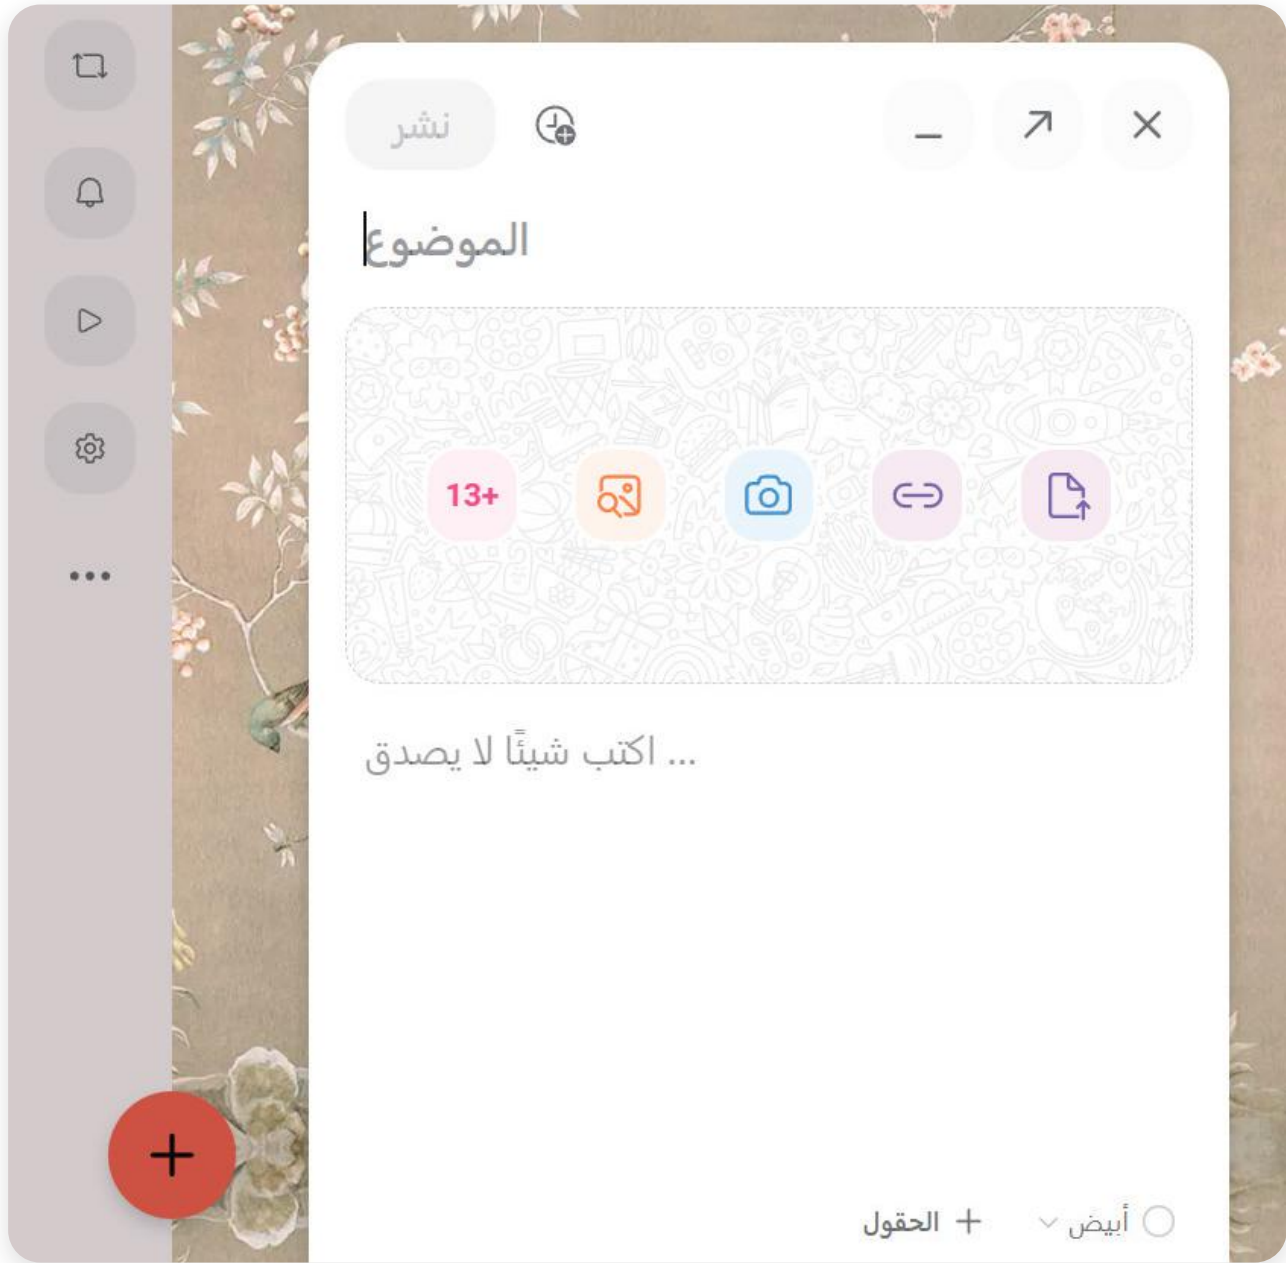 نشر
الموضوع
13+
اكتب شيئًا لا يصدق ...
أبيض
+ الحقول